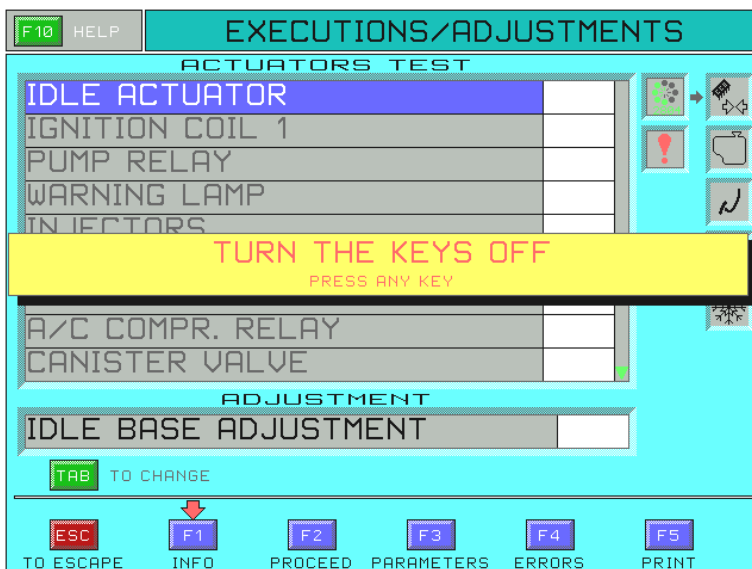 F10 HELP EXECUTIONS/ADJUSTMENTS
ACTUATORS TEST
IDLE ACTUATOR
IGNITION COIL 1
PUMP RELAY
WARNING LAMP
INJECTORS
TURN THE KEYS OFF
PRESS ANY KEY
A/C COMPR. RELAY
CANISTER VALVE
ADJUSTMENT
IDLE BASE ADJUSTMENT
TAB TO CHANGE
ESC F1 F2 F3 F4 F5
TO ESCAPE INFO PROCEED PARAMETERS ERRORS PRINT